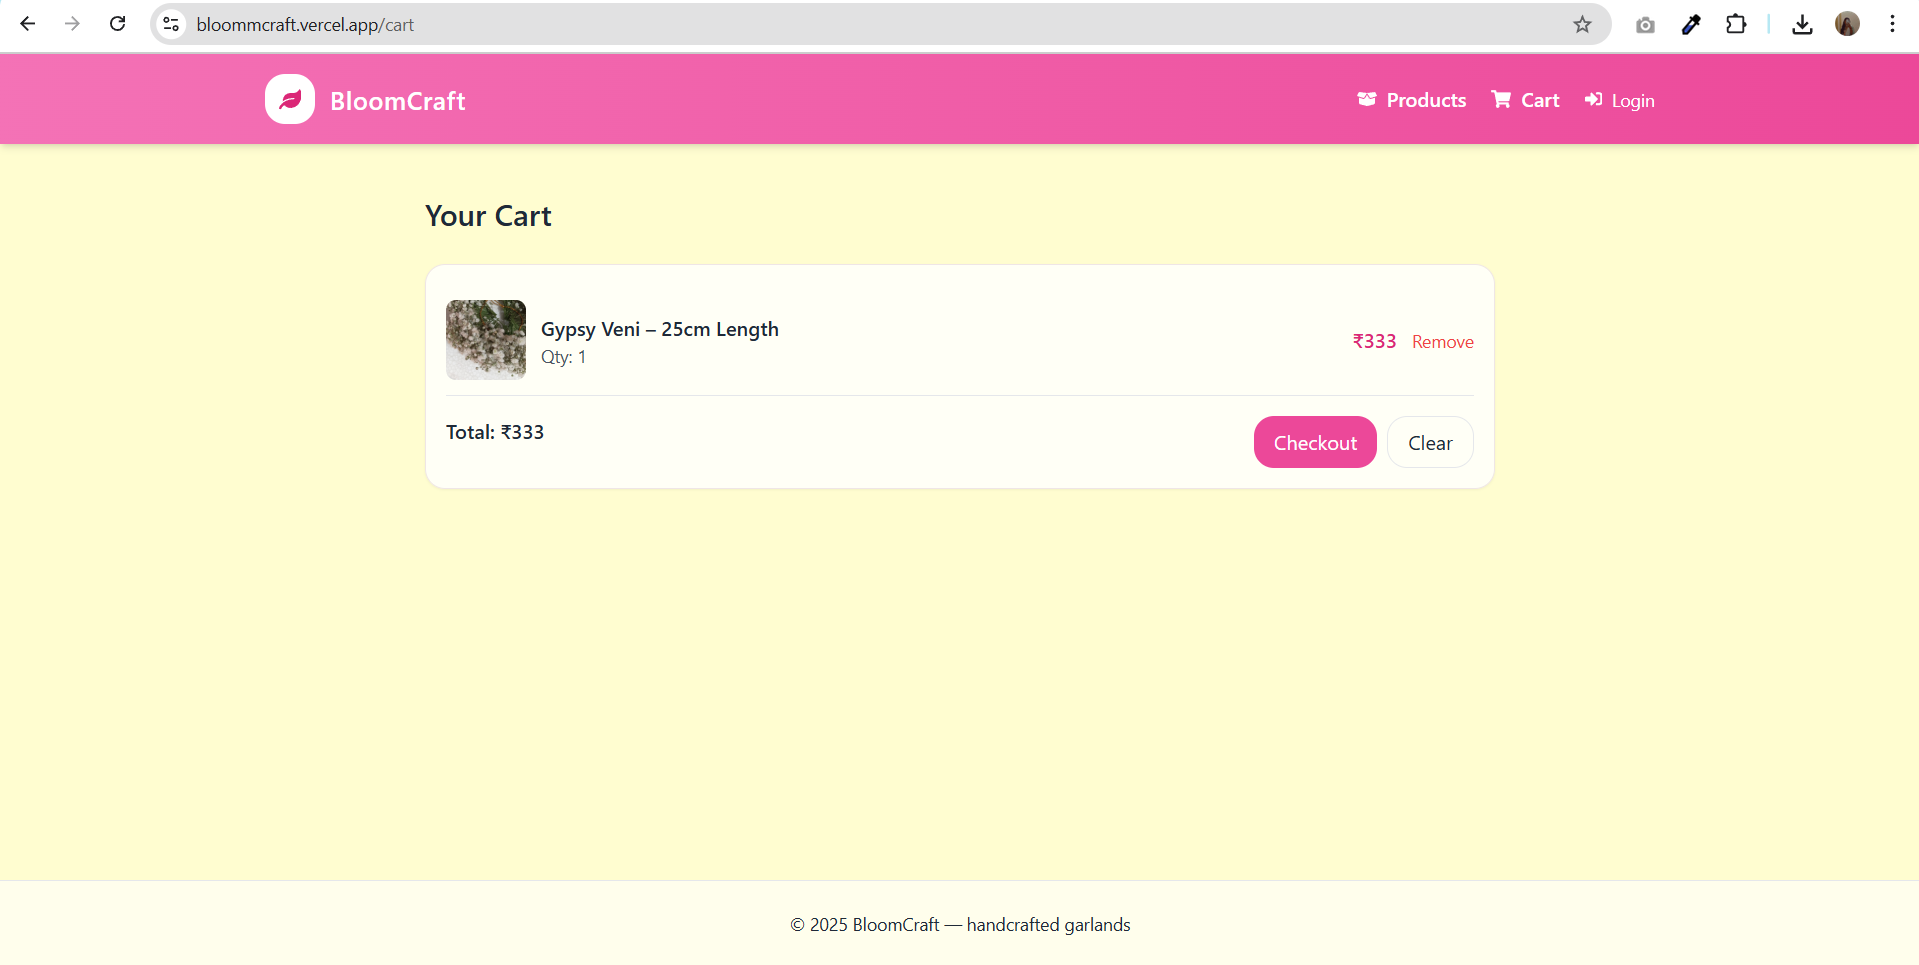 bloommcraft.vercel.app/cart
BloomCraft
Products
Cart
Login
Your Cart
Gypsy Veni – 25cm Length
Qty: 1
₹333
Remove
Total: ₹333
Checkout
Clear
© 2025 BloomCraft — handcrafted garlands